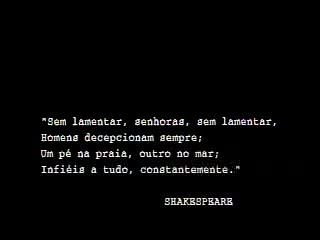 "Sem lamentar, senhoras, sem lamentar,
Homens decepcionam sempre;
Um pé na praia, outro no mar;
Infiéis a tudo, constantemente."
SHAKESPEARE